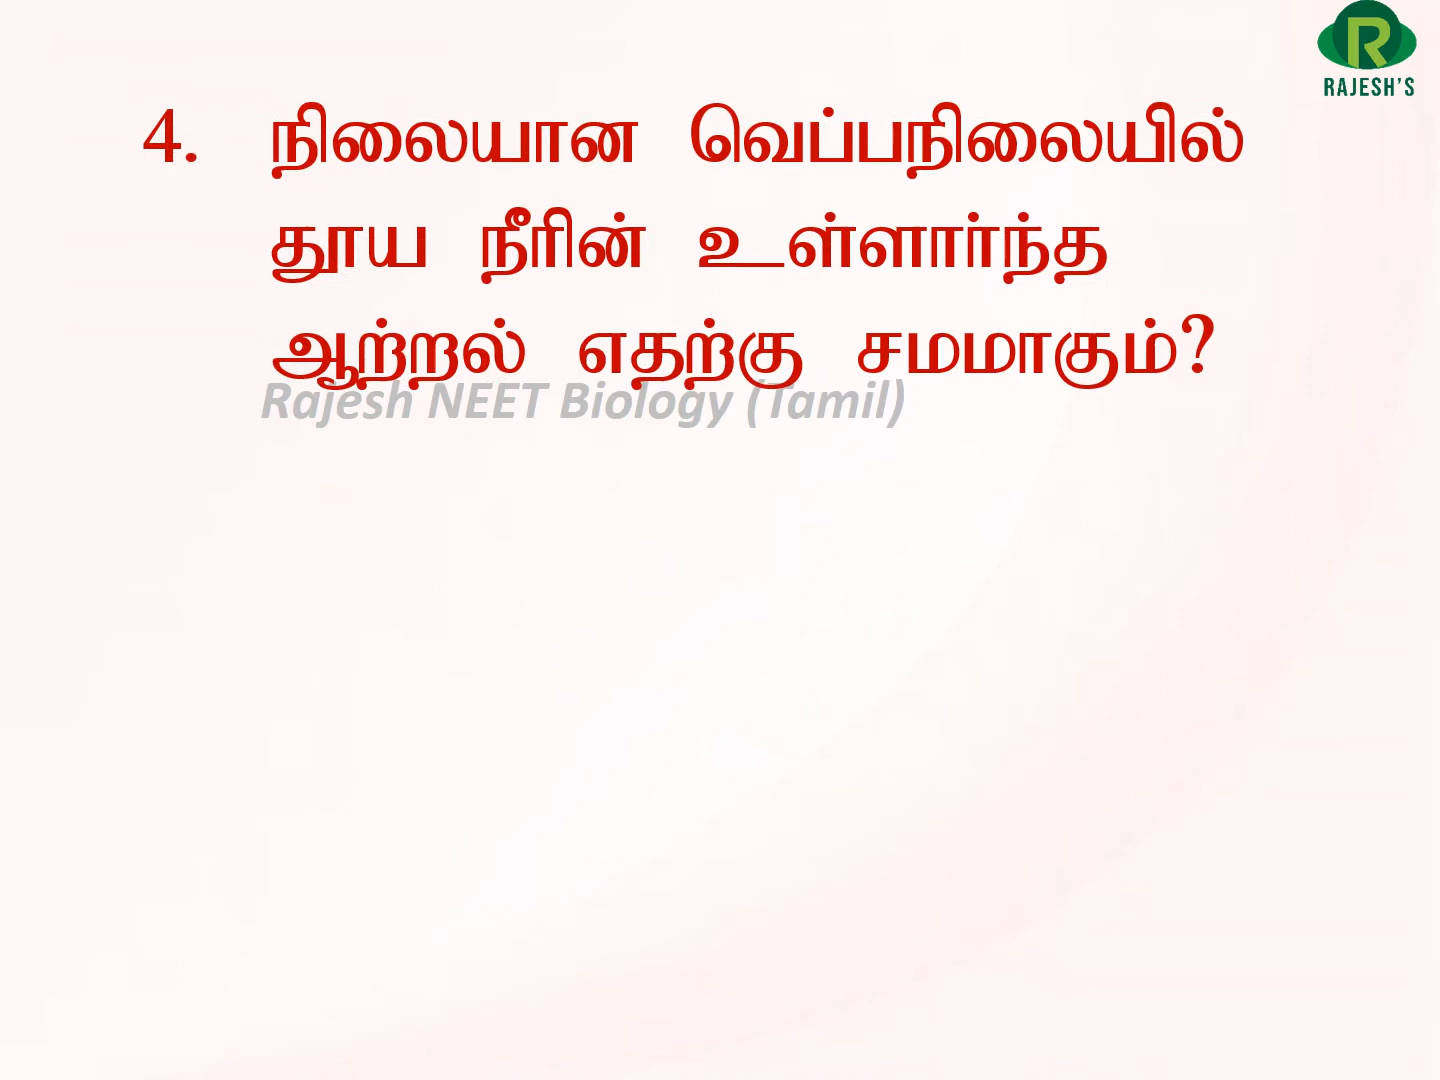 RAJESH'S
4. நிலையான வெப்பநிலையில்
தூய நீரின் உள்ளார்ந்த
ஆற்றல் எதற்கு சமமாகும்?
Rajesh NEET Biology (Tamil)